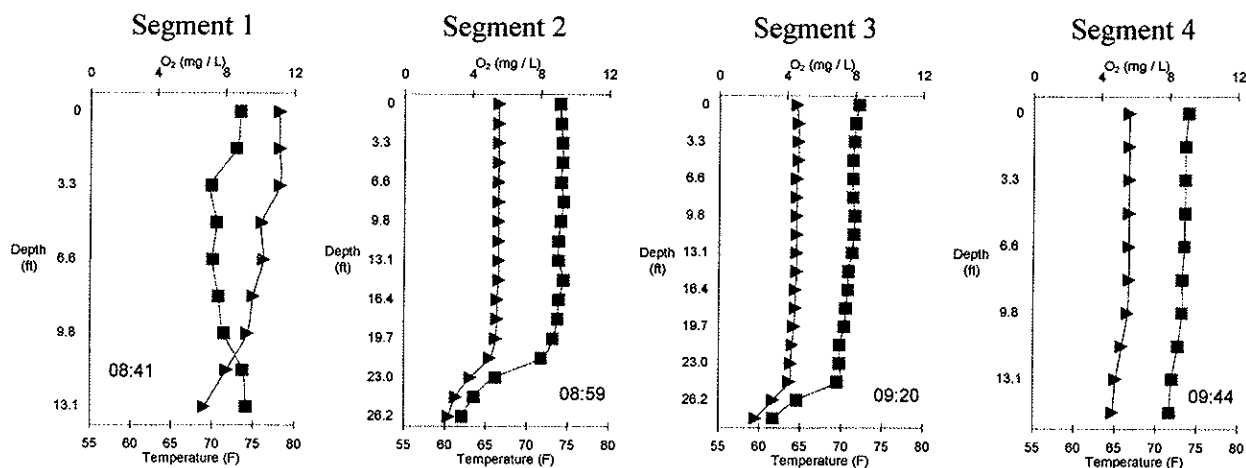 Segment 1
O₂ (mg / L)
0 4 8 12
55
0
3.3
6.6
9.8
13.1
Depth
(ft)
08:41
55 65 70 75 80
Temperature (F)
Segment 2
O₂ (mg / L)
0 4 8 12
0
3.3
6.6
9.8
13.1
16.4
19.7
23.0
26.2
Depth
(ft)
08:59
55 60 65 70 75 80
Temperature (F)
Segment 3
O₂ (mg / L)
0 4 8 12
0
3.3
6.6
9.8
13.1
16.4
19.7
23.0
26.2
Depth
(ft)
09:20
55 60 65 70 75 80
Temperature (F)
Segment 4
O₂ (mg / L)
0 4 8 12
0
3.3
6.6
9.8
13.1
Depth
(ft)
09:44
55 60 65 70 75 80
Temperature (F)